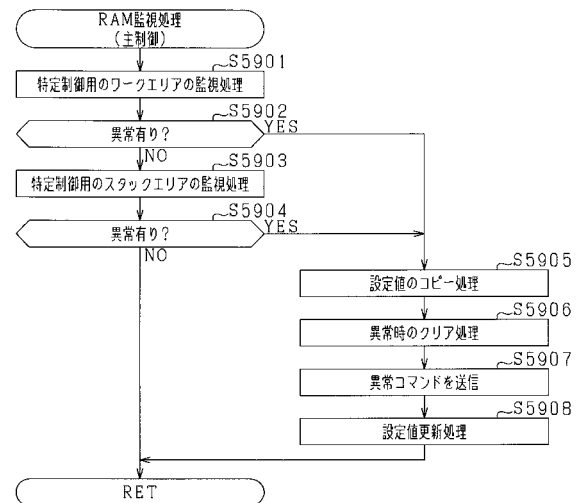 RAM監視処理
(主制御)
S5901
特定制御用のワークエリアの監視処理
S5902
異常有り?
YES
NO
S5903
特定制御用のスタックエリアの監視処理
S5904
異常有り?
YES
NO
S5905
設定値のコピー処理
S5906
異常時のクリア処理
S5907
異常コマンドを送信
S5908
設定値更新処理
RET